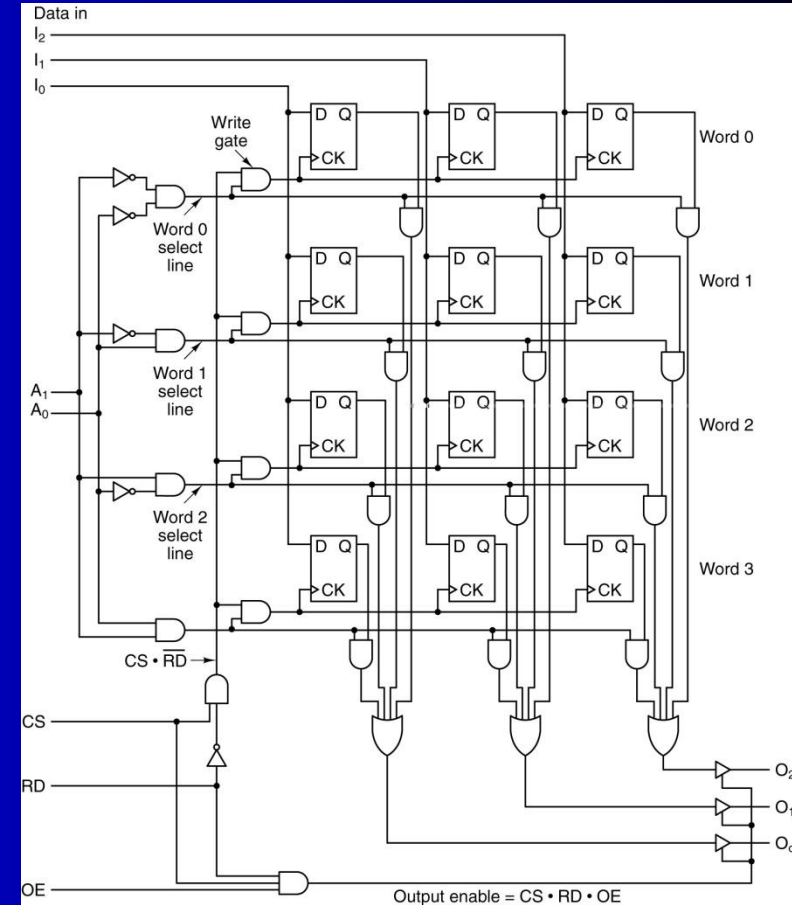 Data in
I₂
I₁
I₀
Write
gate
D Q
D Q
D Q
Word 0
CK
CK
CK
Word 0
select
line
D Q
D Q
D Q
Word 1
CK
CK
CK
Word 1
select
line
A₁
A₀
D Q
D Q
D Q
Word 2
CK
CK
CK
Word 2
select
line
D Q
D Q
D Q
Word 3
CK
CK
CK
CS • R̅D̅
CS
RD
OE
O₂
O₁
O₀
Output enable = CS • RD • OE